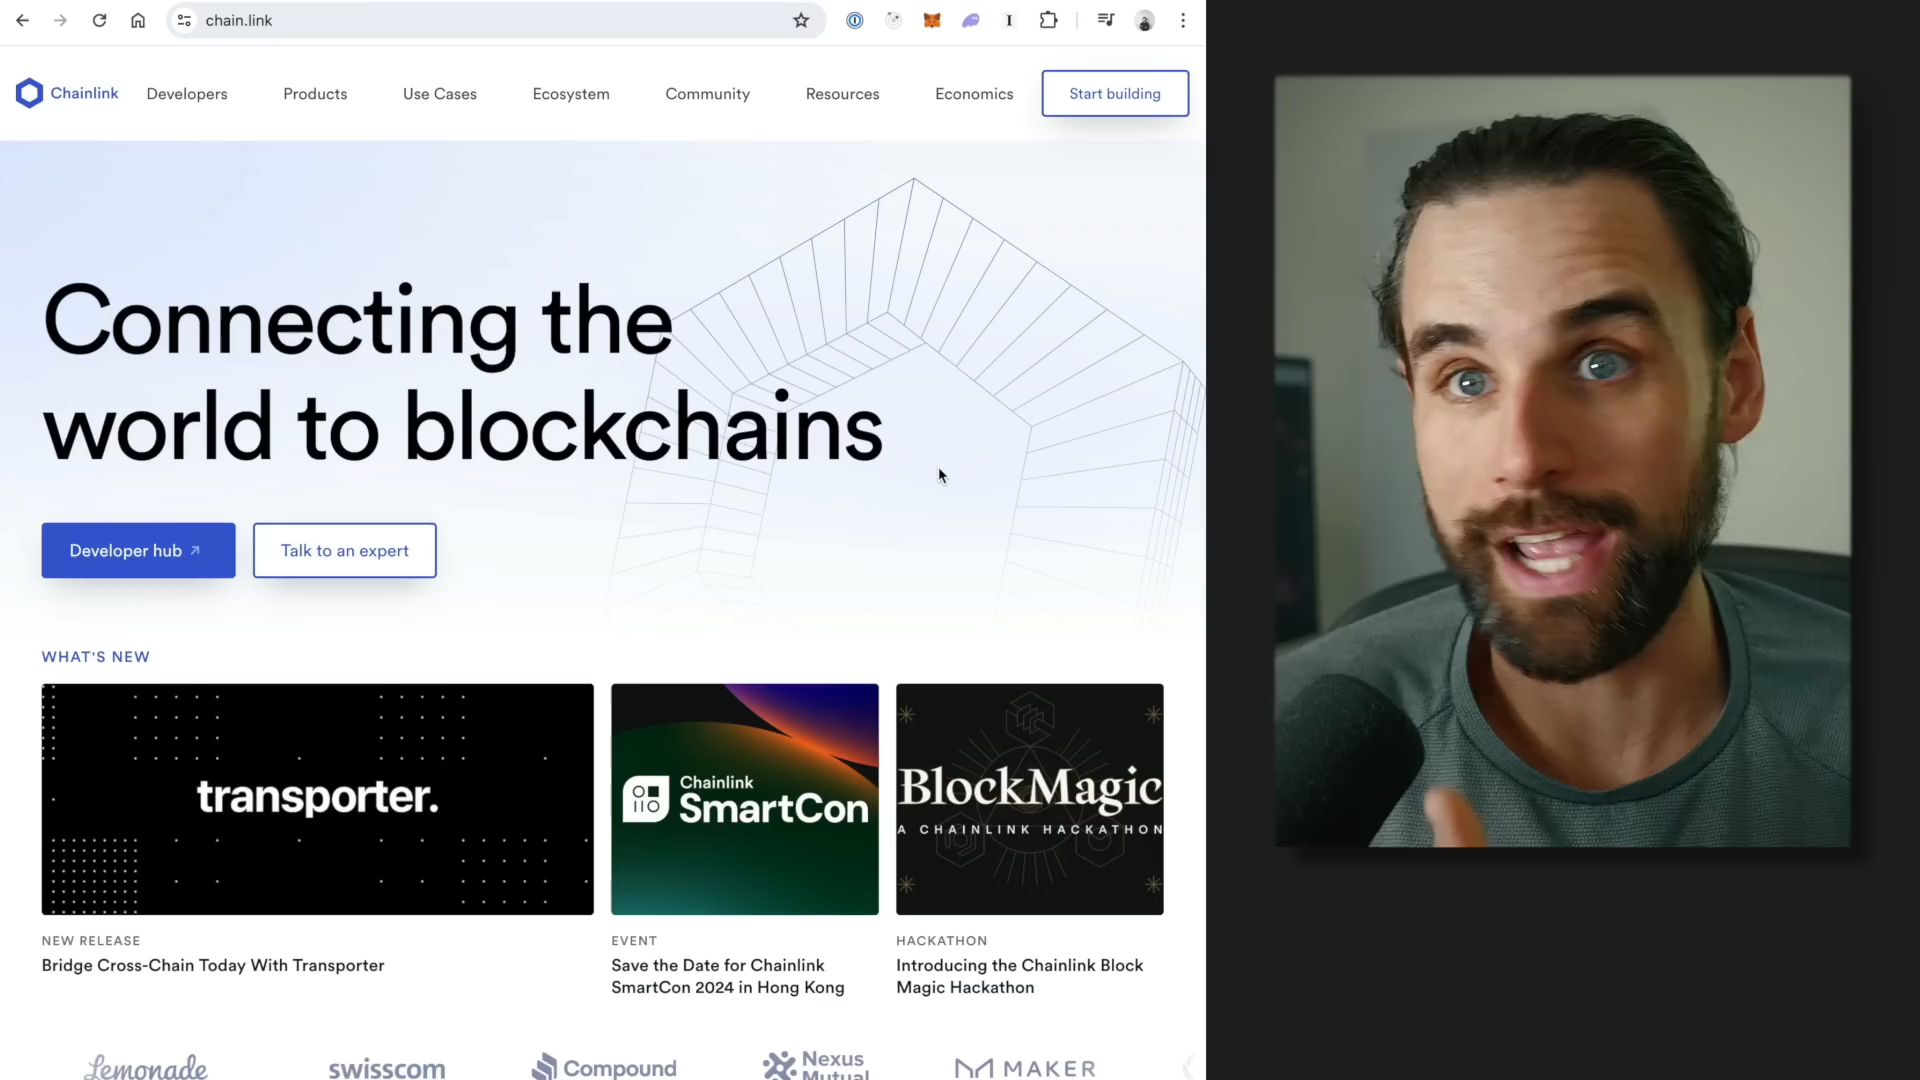 chain.link
Chainlink
Developers
Products
Use Cases
Ecosystem
Community
Resources
Economics
Start building
Connecting the
world to blockchains
Developer hub
Talk to an expert
WHAT'S NEW
transporter.
Chainlink
SmartCon
BlockMagic
A CHAINLINK HACKATHON
NEW RELEASE
Bridge Cross-Chain Today With Transporter
EVENT
Save the Date for Chainlink
SmartCon 2024 in Hong Kong
HACKATHON
Introducing the Chainlink Block
Magic Hackathon
Lemonade
swisscom
Compound
Nexus
Mutual
MAKER